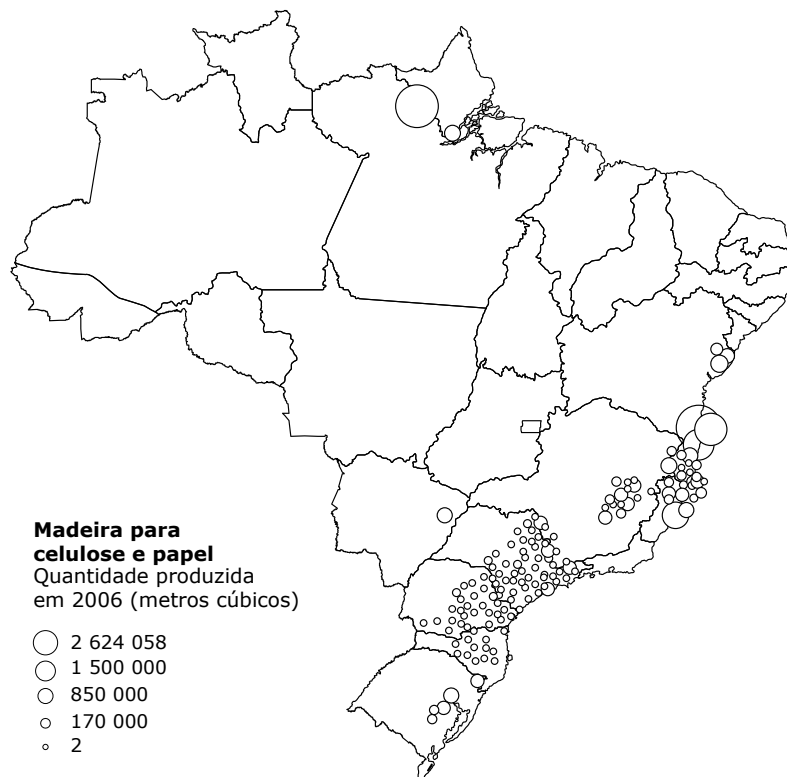 Madeira para
celulose e papel
Quantidade produzida
em 2006 (metros cúbicos)
2 624 058
1 500 000
850 000
170 000
2